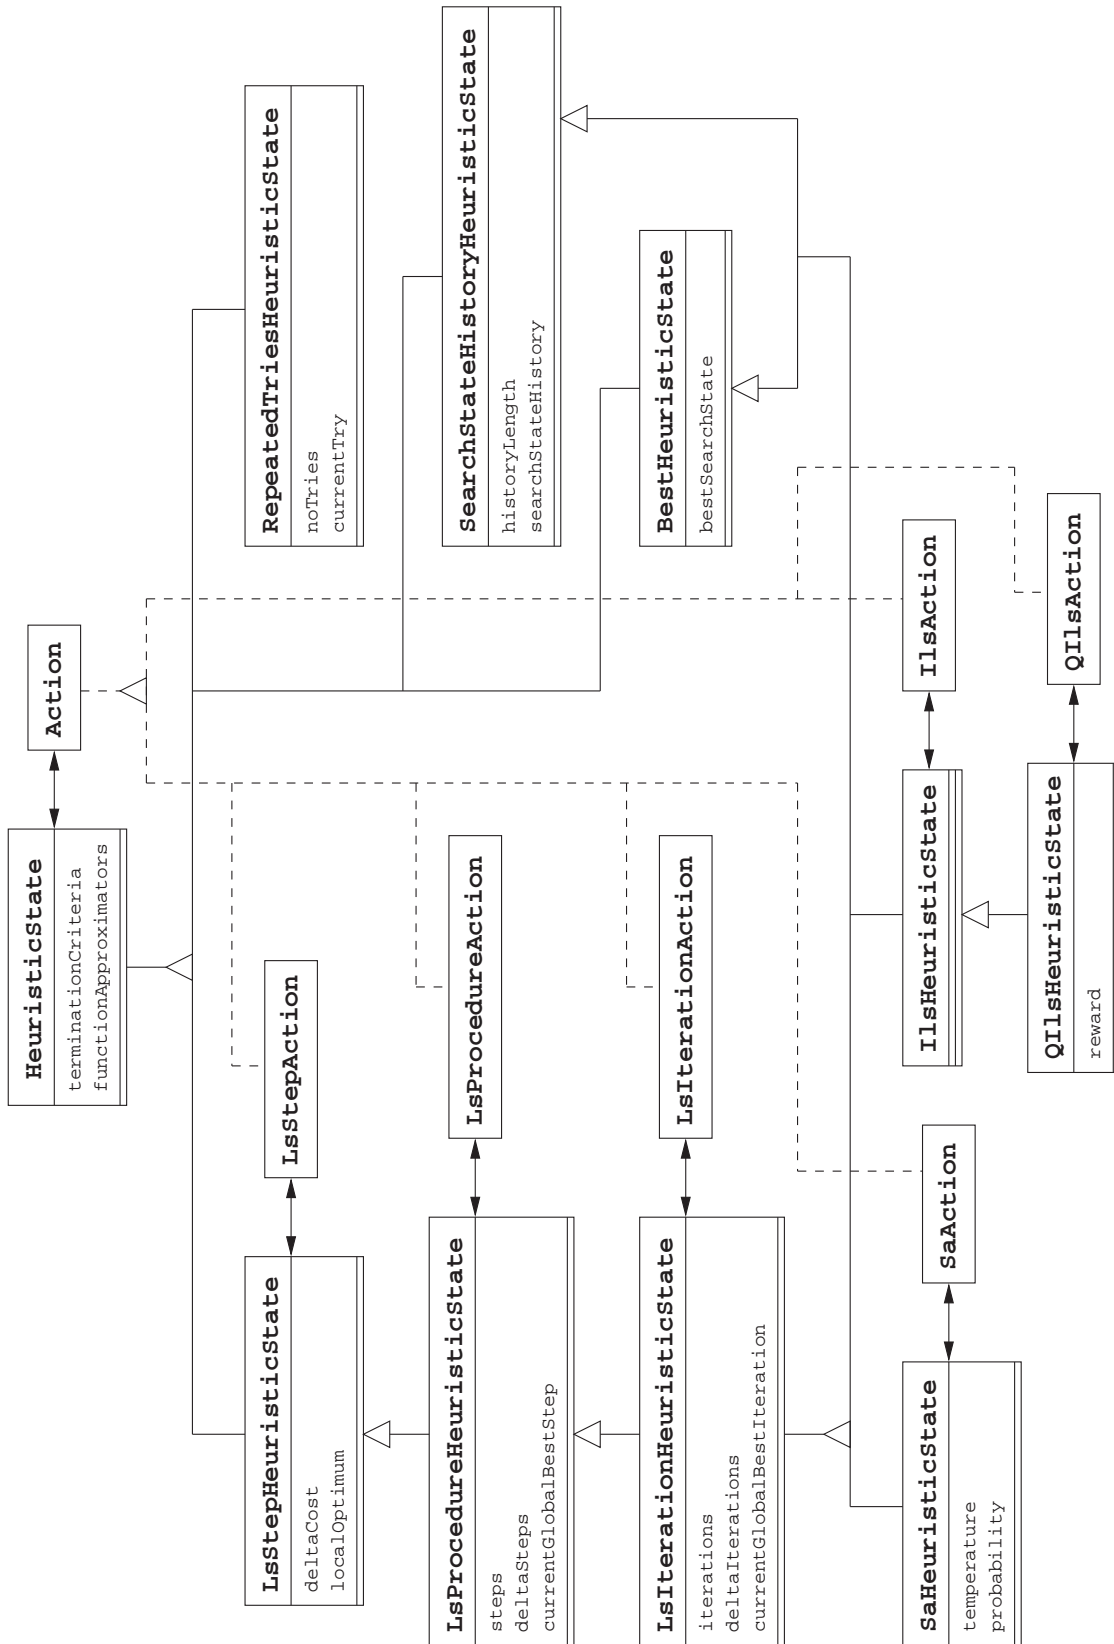 HeuristicState
terminationCriteria
functionApproximators
Action
LsStepHeuristicState
deltaCost
localOptimum
LsStepAction
RepeatedTriesHeuristicState
noTries
currentTry
LsProcedureHeuristicState
steps
deltaSteps
currentGlobalBestStep
LsProcedureAction
SearchStateHistoryHeuristicState
historyLength
searchStateHistory
LsIterationHeuristicState
iterations
deltaIterations
currentGlobalBestIteration
LsIterationAction
BestHeuristicState
bestSearchState
SaHeuristicState
temperature
probability
SaAction
IlsHeuristicState
IlsAction
QIlsHeuristicState
reward
QIlsAction